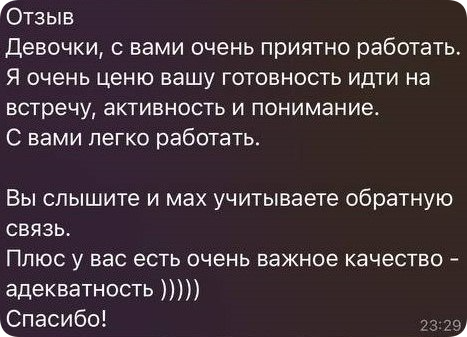 Отзыв
Девочки, с вами очень приятно работать.
Я очень ценю вашу готовность идти на
встречу, активность и понимание.
С вами легко работать.
Вы слышите и мах учитываете обратную
связь.
Плюс у вас есть очень важное качество -
адекватность )))))
Спасибо!
23:29